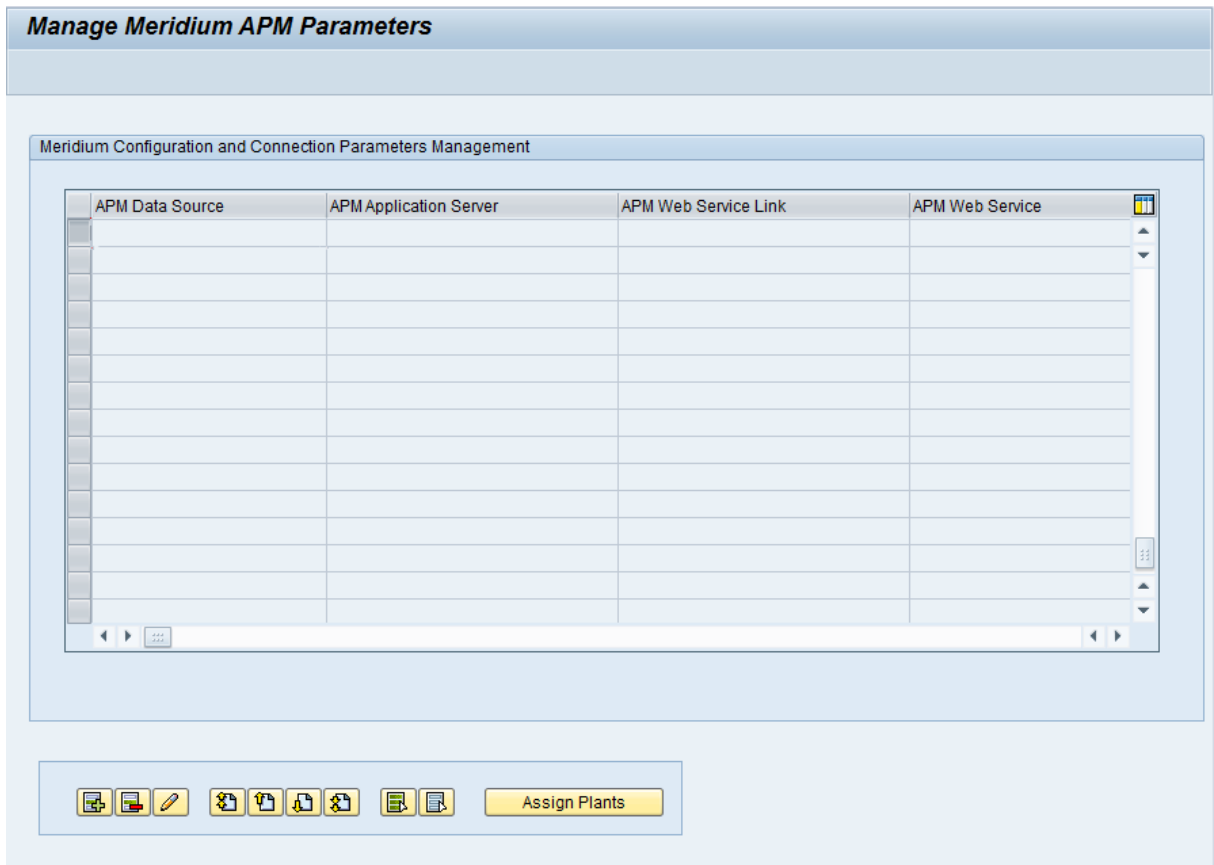 Manage Meridium APM Parameters
Meridium Configuration and Connection Parameters Management
APM Data Source APM Application Server APM Web Service Link APM Web Service
Assign Plants